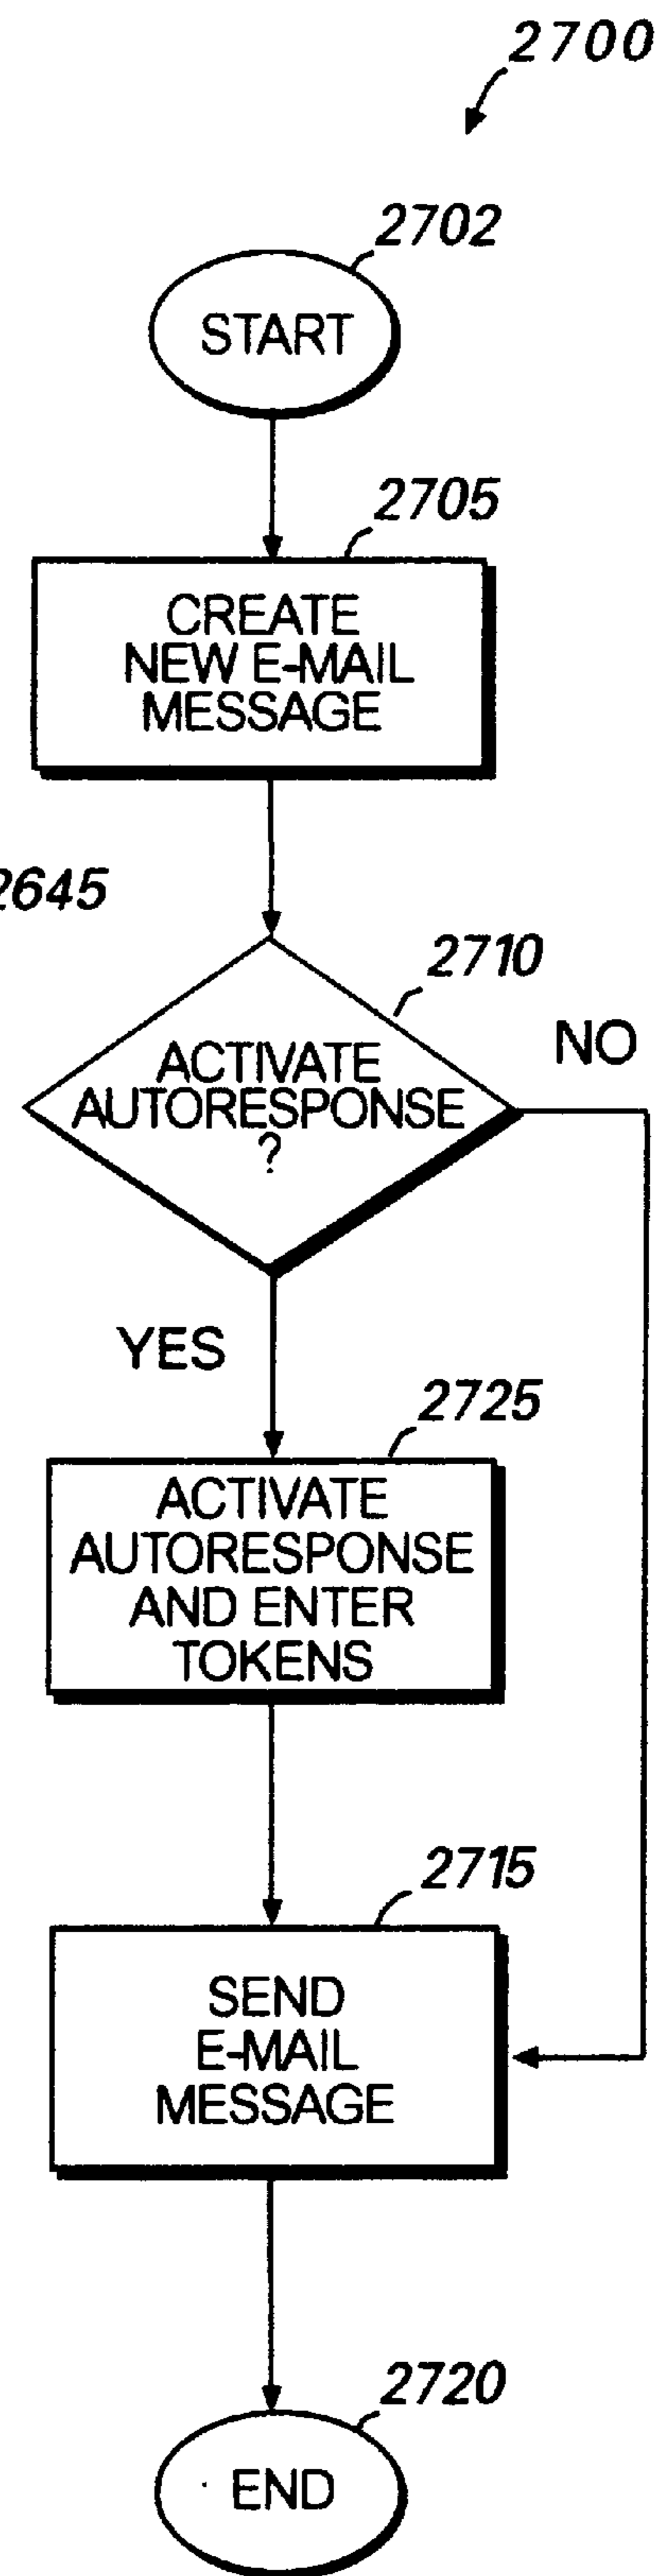 2700
2702
START
2705
CREATE
NEW E-MAIL
MESSAGE
2645
2710
ACTIVATE
AUTORESPONSE
?
NO
YES
2725
ACTIVATE
AUTORESPONSE
AND ENTER
TOKENS
2715
SEND
E-MAIL
MESSAGE
2720
END